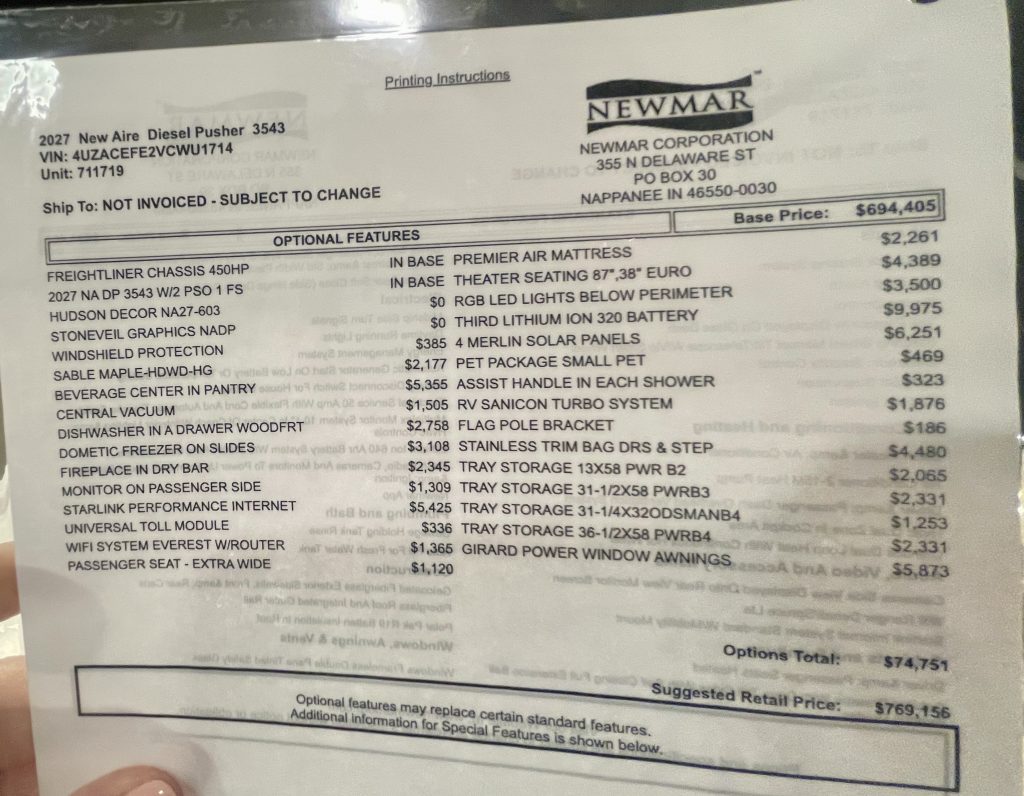 Printing Instructions
2027 New Aire Diesel Pusher 3543
VIN: 4UZACEFE2VCWU1714
Unit: 711719
Ship To: NOT INVOICED - SUBJECT TO CHANGE
NEWMAR™
NEWMAR CORPORATION
355 N DELAWARE ST
PO BOX 30
NAPPANEE IN 46550-0030
OPTIONAL FEATURES Base Price: $694,405
FREIGHTLINER CHASSIS 450HP IN BASE PREMIER AIR MATTRESS $2,261
2027 NA DP 3543 W/2 PSO 1 FS IN BASE THEATER SEATING 87",38" EURO $4,389
HUDSON DECOR NA27-603 $0 RGB LED LIGHTS BELOW PERIMETER $3,500
STONEVEIL GRAPHICS NADP $0 THIRD LITHIUM ION 320 BATTERY $9,975
WINDSHIELD PROTECTION $385 4 MERLIN SOLAR PANELS $6,251
SABLE MAPLE-HDWD-HG $2,177 PET PACKAGE SMALL PET $469
BEVERAGE CENTER IN PANTRY $5,355 ASSIST HANDLE IN EACH SHOWER $323
CENTRAL VACUUM $1,505 RV SANICON TURBO SYSTEM $1,876
DISHWASHER IN A DRAWER WOODFRT $2,758 FLAG POLE BRACKET $186
DOMETIC FREEZER ON SLIDES $3,108 STAINLESS TRIM BAG DRS & STEP $4,480
FIREPLACE IN DRY BAR $2,345 TRAY STORAGE 13X58 PWR B2 $2,065
MONITOR ON PASSENGER SIDE $1,309 TRAY STORAGE 31-1/2X58 PWRB3 $2,331
STARLINK PERFORMANCE INTERNET $5,425 TRAY STORAGE 31-1/4X32ODSMANB4 $1,253
UNIVERSAL TOLL MODULE $336 TRAY STORAGE 36-1/2X58 PWRB4 $2,331
WIFI SYSTEM EVEREST W/ROUTER $1,365 GIRARD POWER WINDOW AWNINGS $5,873
PASSENGER SEAT - EXTRA WIDE $1,120
Options Total: $74,751
Suggested Retail Price: $769,156
Optional features may replace certain standard features.
Additional information for Special Features is shown below.